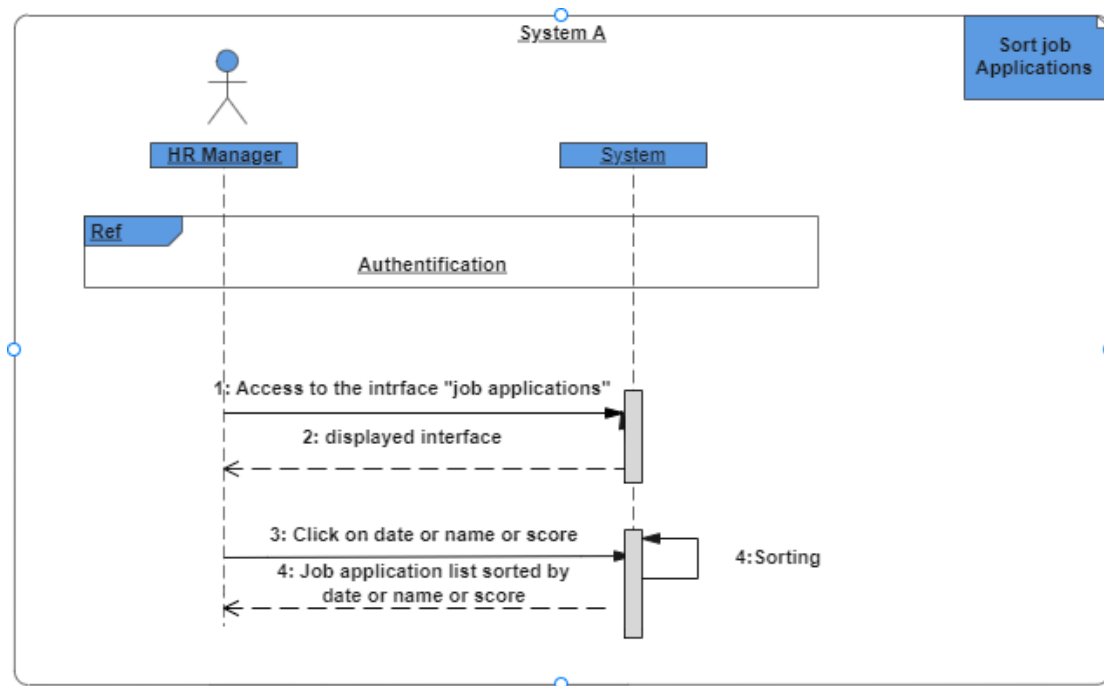 System A
Sort job
Applications
HR Manager
System
Ref
Authentification
1: Access to the intrface "job applications"
2: displayed interface
3: Click on date or name or score
4:Sorting
4: Job application list sorted by
date or name or score